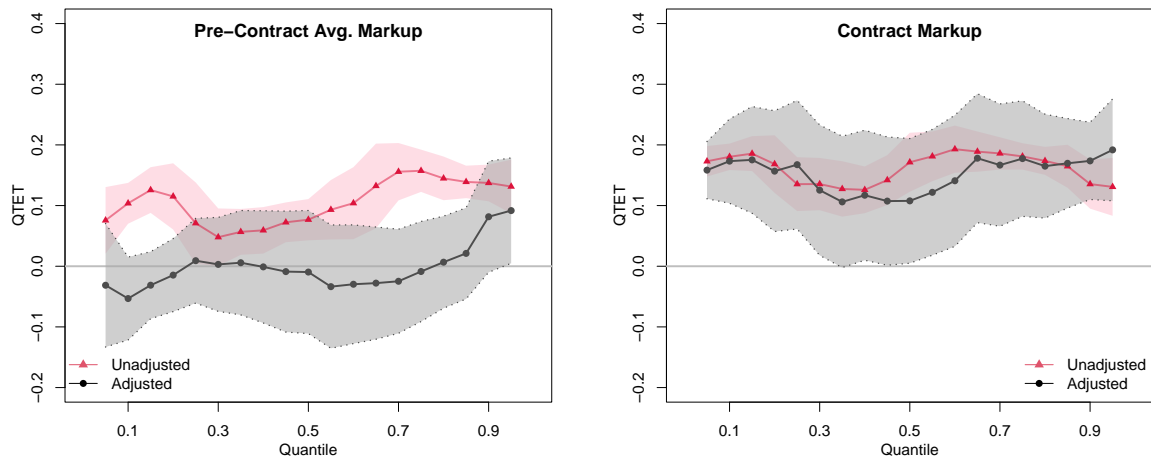 Pre−Contract Avg. Markup
QTET
0.4
0.3
0.2
0.1
0.0
−0.1
−0.2
Unadjusted
Adjusted
0.1 0.3 0.5 0.7 0.9
Quantile
Contract Markup
QTET
0.4
0.3
0.2
0.1
0.0
−0.1
−0.2
Unadjusted
Adjusted
0.1 0.3 0.5 0.7 0.9
Quantile